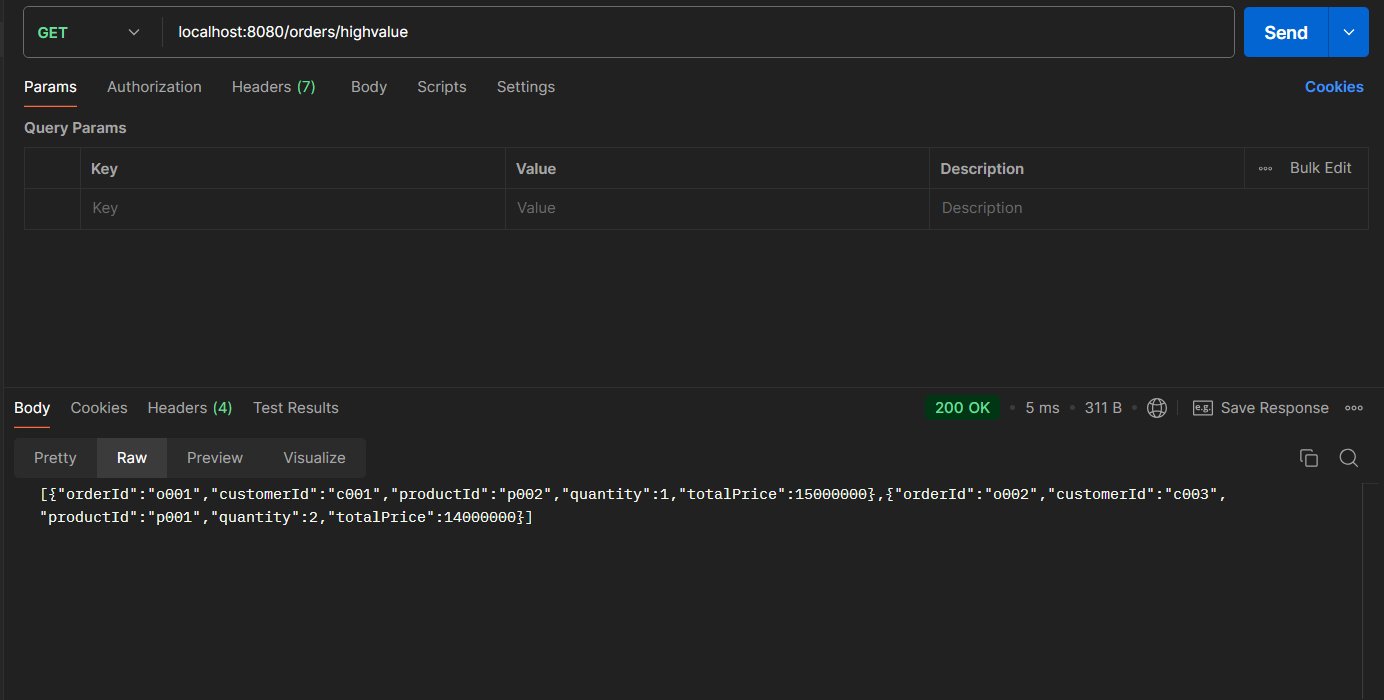 GET localhost:8080/orders/highvalue Send
Params Authorization Headers (7) Body Scripts Settings Cookies
Query Params
Key Value Description Bulk Edit
Key Value Description
Body Cookies Headers (4) Test Results 200 OK 5 ms 311 B e.g. Save Response
Pretty Raw Preview Visualize
[{"orderId":"o001","customerId":"c001","productId":"p002","quantity":1,"totalPrice":15000000},{"orderId":"o002","customerId":"c003",
"productId":"p001","quantity":2,"totalPrice":14000000}]